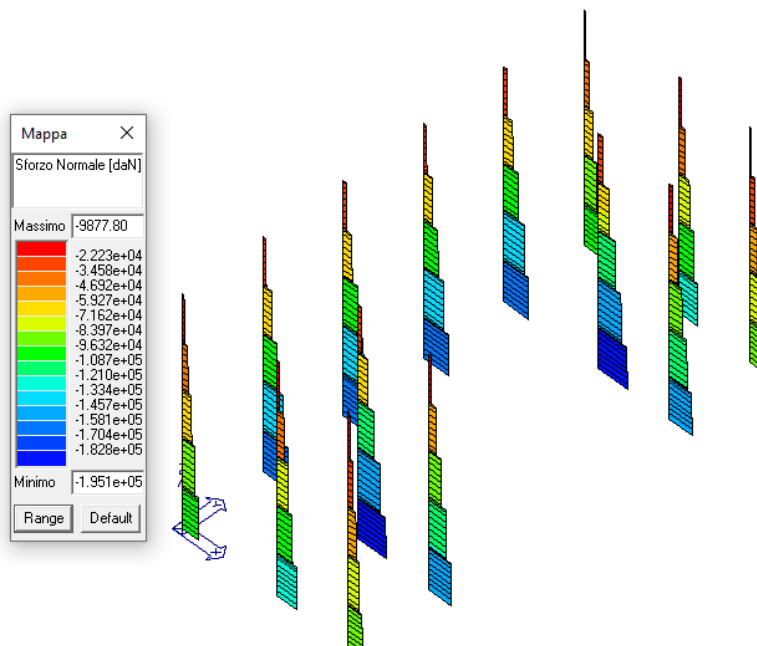 Mappa
Sforzo Normale [daN]
Massimo -9877.80
-2.223e+04
-3.458e+04
-4.692e+04
-5.927e+04
-7.162e+04
-8.397e+04
-9.632e+04
-1.087e+05
-1.210e+05
-1.334e+05
-1.457e+05
-1.581e+05
-1.704e+05
-1.828e+05
Minimo -1.951e+05
Range Default